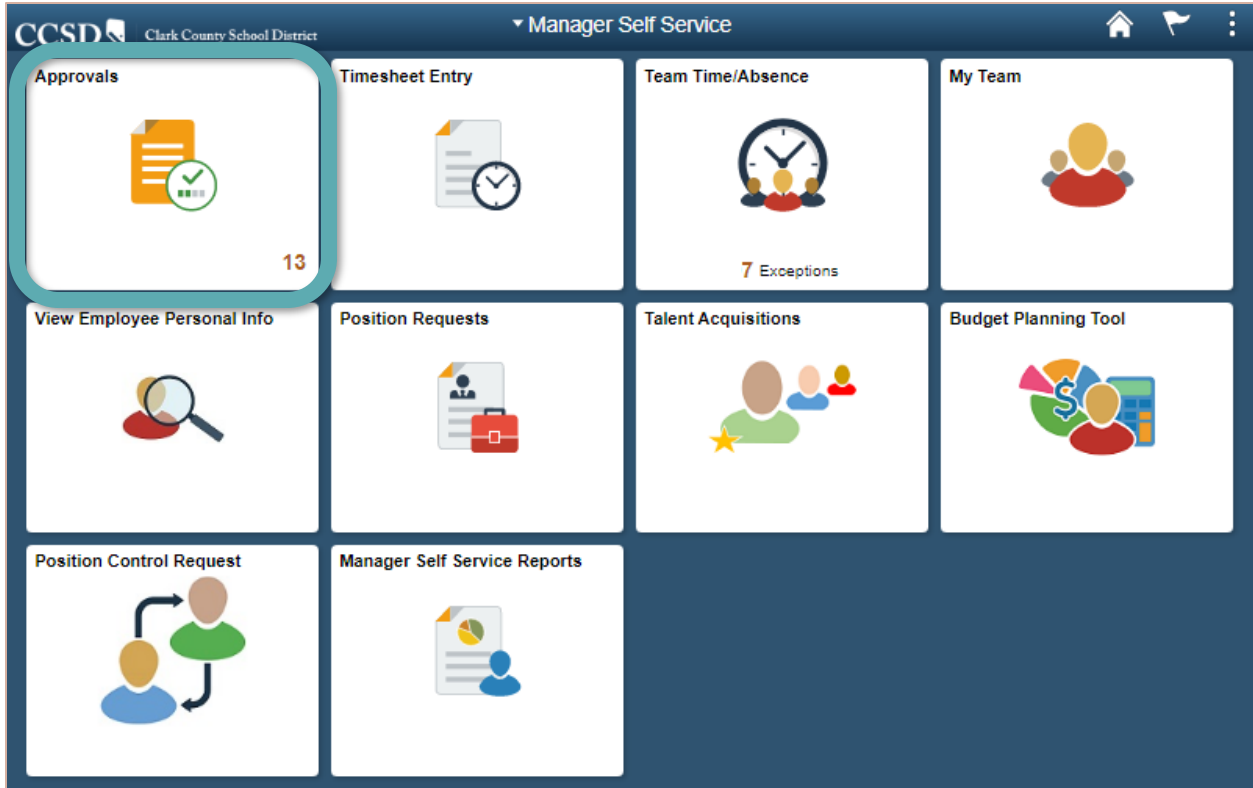 CCSD Clark County School District
Manager Self Service
Approvals
13
Timesheet Entry
Team Time/Absence
7 Exceptions
My Team
View Employee Personal Info
Position Requests
Talent Acquisitions
Budget Planning Tool
$
Position Control Request
Manager Self Service Reports